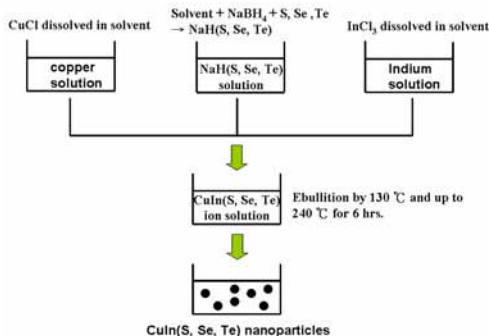 CuCl dissolved in solvent
Solvent + NaBH₄ + S, Se ,Te
→ NaH(S, Se, Te)
InCl₃ dissolved in solvent
copper
solution
NaH(S, Se, Te)
solution
Indium
solution
CuIn(S, Se, Te)
ion solution
Ebullition by 130 ℃ and up to
240 ℃ for 6 hrs.
CuIn(S, Se, Te) nanoparticles